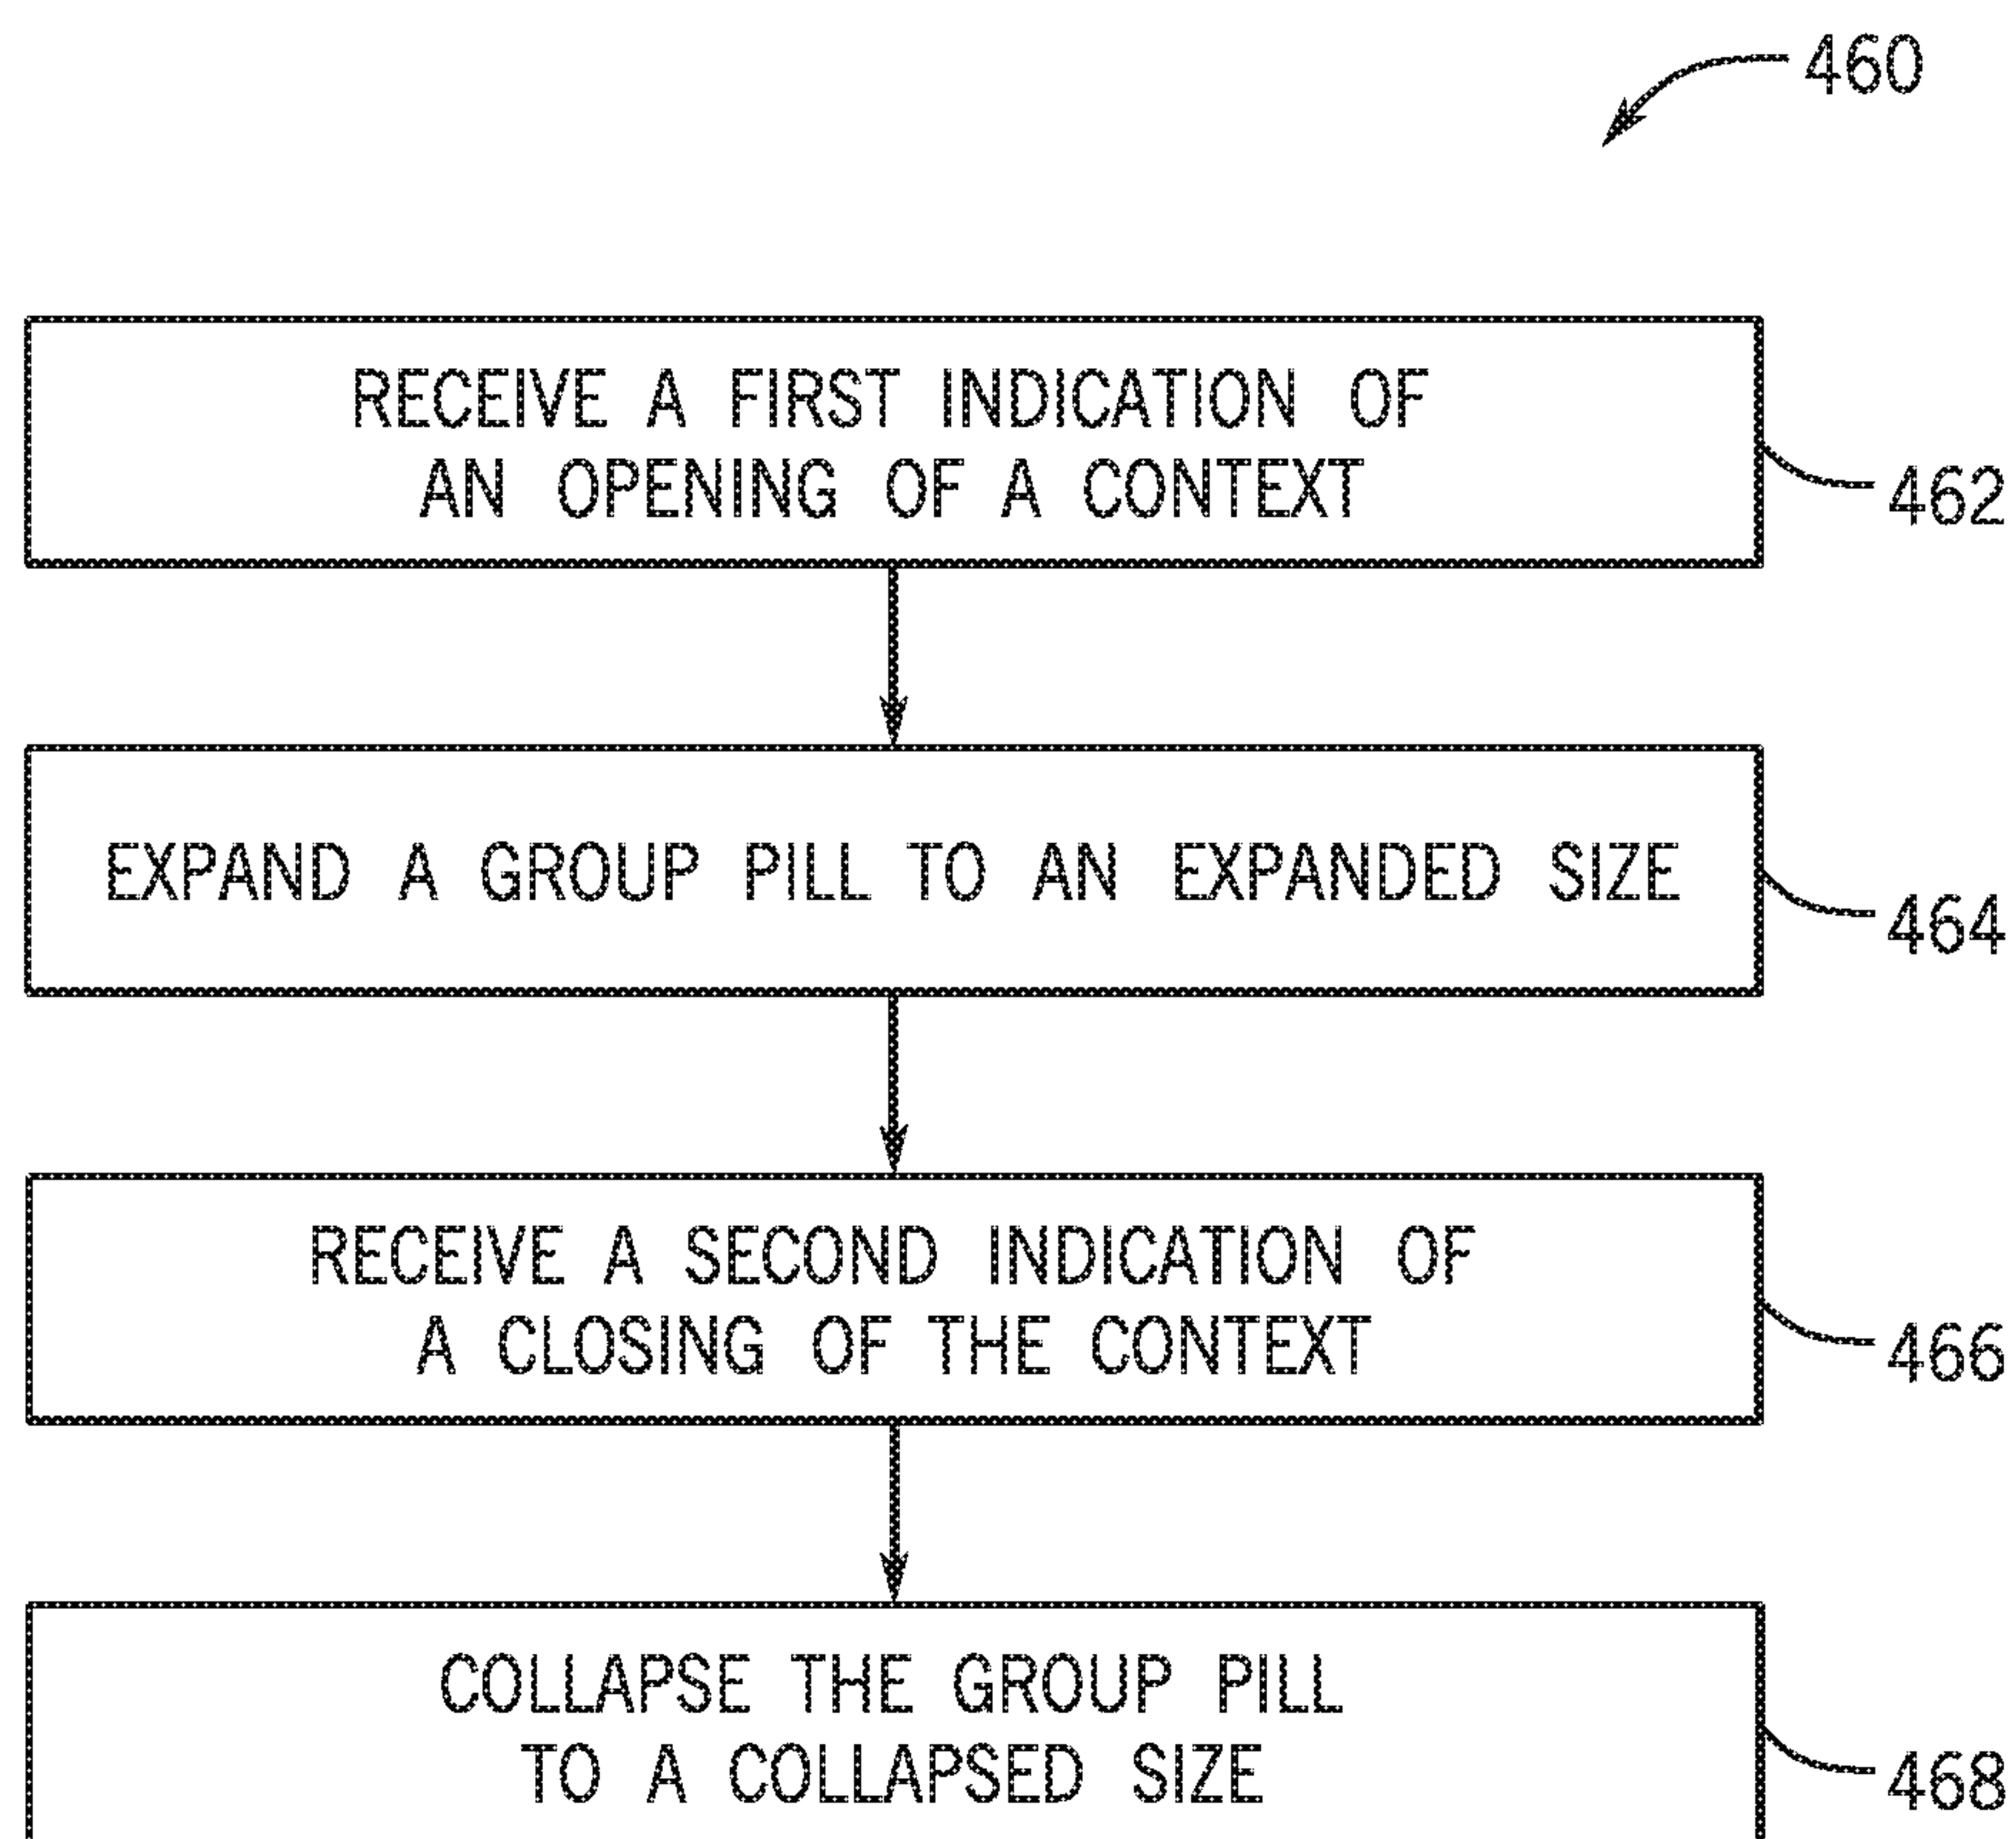 460
RECEIVE A FIRST INDICATION OF
AN OPENING OF A CONTEXT
462
EXPAND A GROUP PILL TO AN EXPANDED SIZE
464
RECEIVE A SECOND INDICATION OF
A CLOSING OF THE CONTEXT
466
COLLAPSE THE GROUP PILL
TO A COLLAPSED SIZE
468